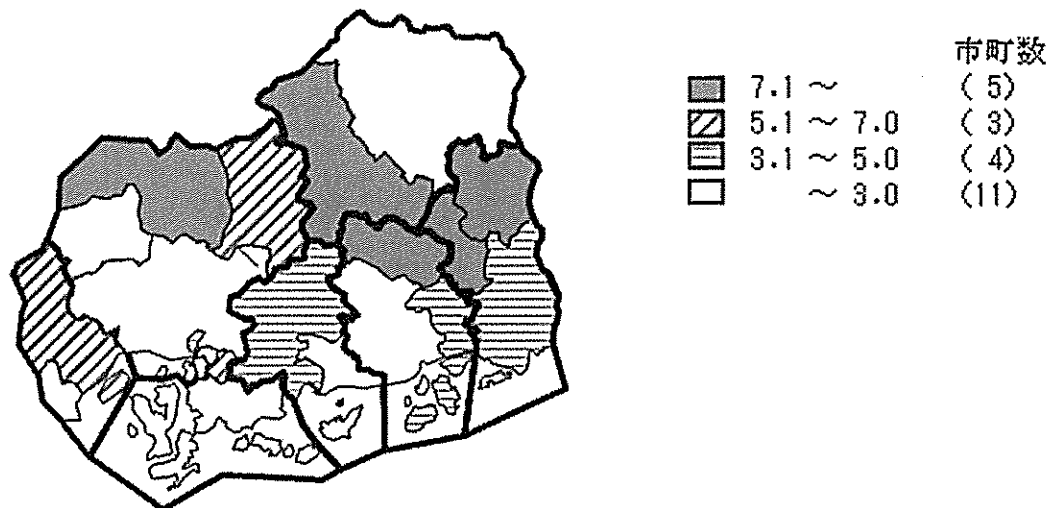 市町数
7.1 ～ ( 5)
5.1 ～ 7.0 ( 3)
3.1 ～ 5.0 ( 4)
～ 3.0 (11)